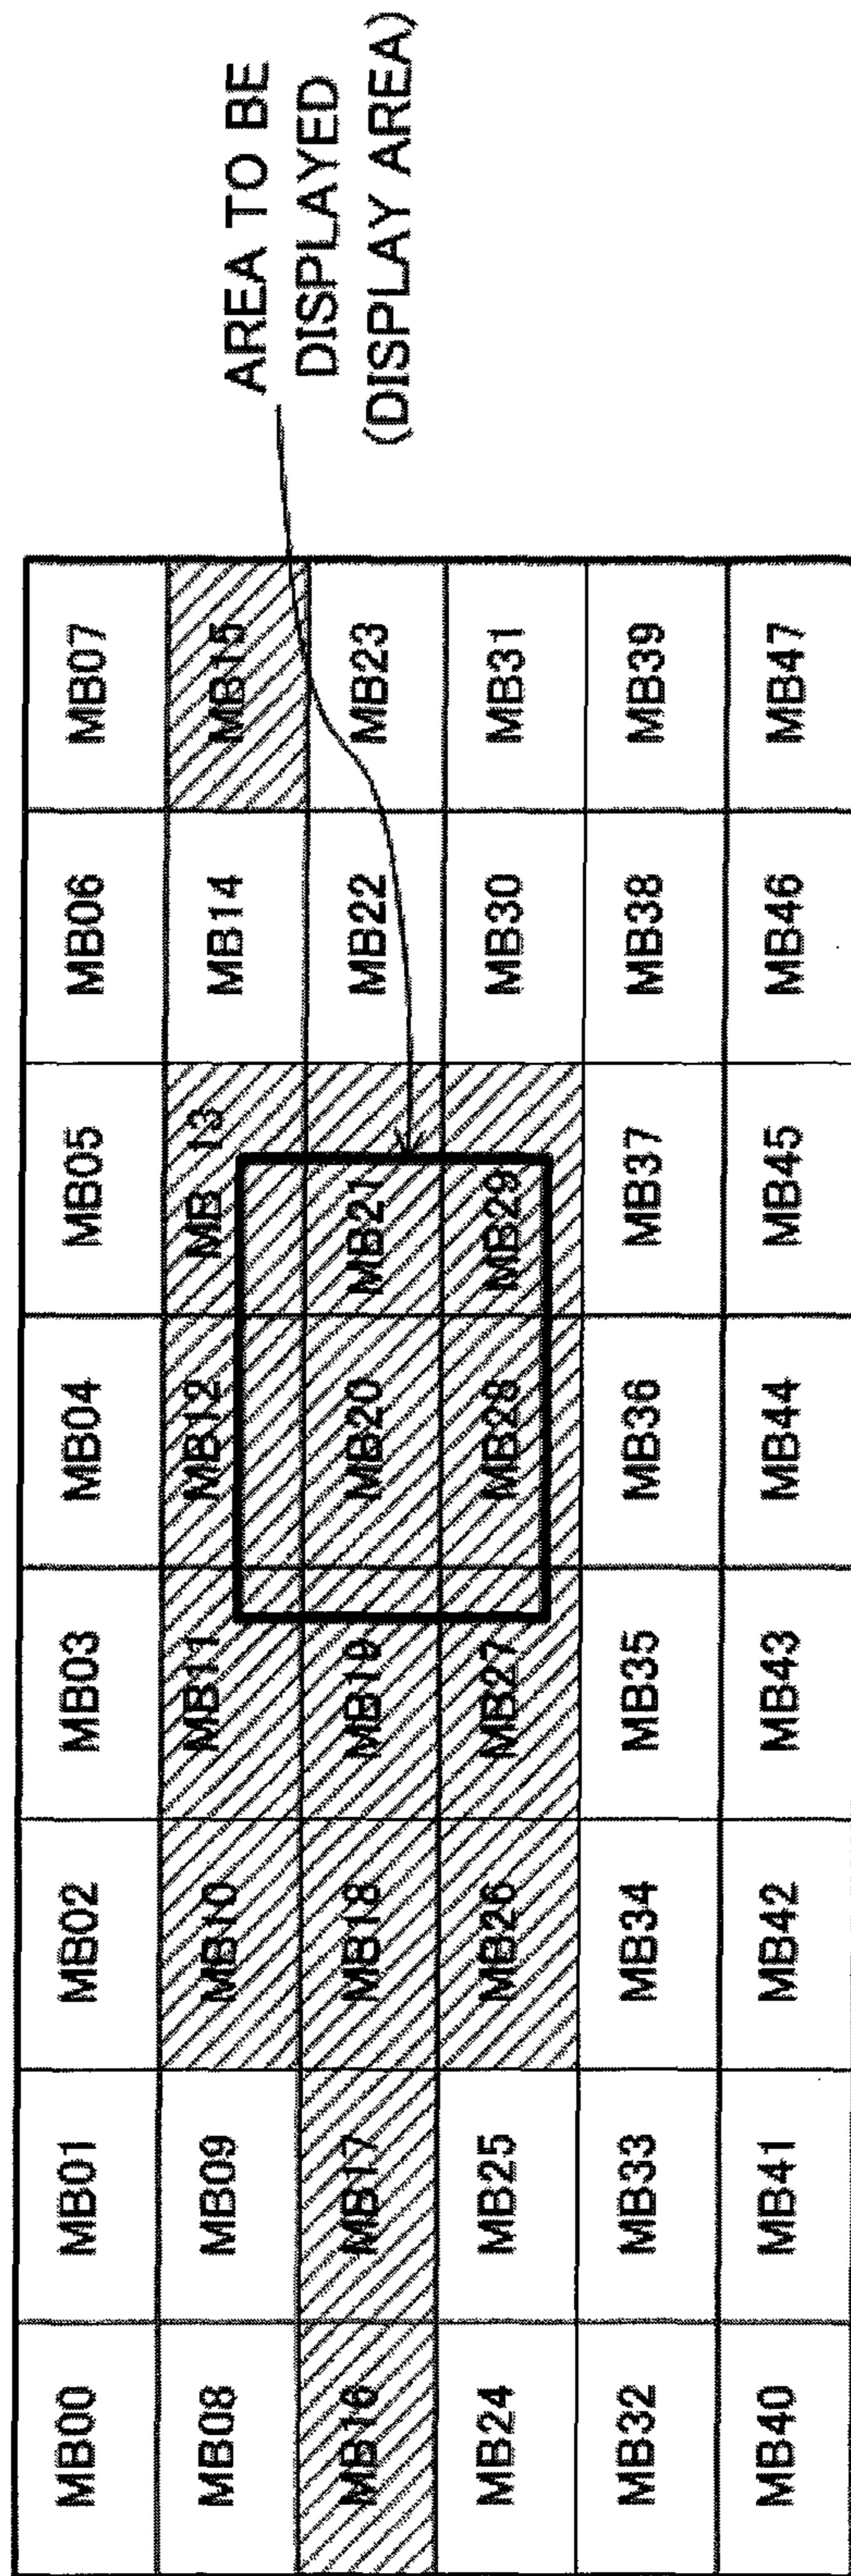 AREA TO BE
DISPLAYED
(DISPLAY AREA)
MB00 MB01 MB02 MB03 MB04 MB05 MB06 MB07
MB08 MB09 MB10 MB11 MB12 MB 13 MB14 MB15
MB16 MB17 MB18 MB19 MB20 MB21 MB22 MB23
MB24 MB25 MB26 MB27 MB28 MB29 MB30 MB31
MB32 MB33 MB34 MB35 MB36 MB37 MB38 MB39
MB40 MB41 MB42 MB43 MB44 MB45 MB46 MB47